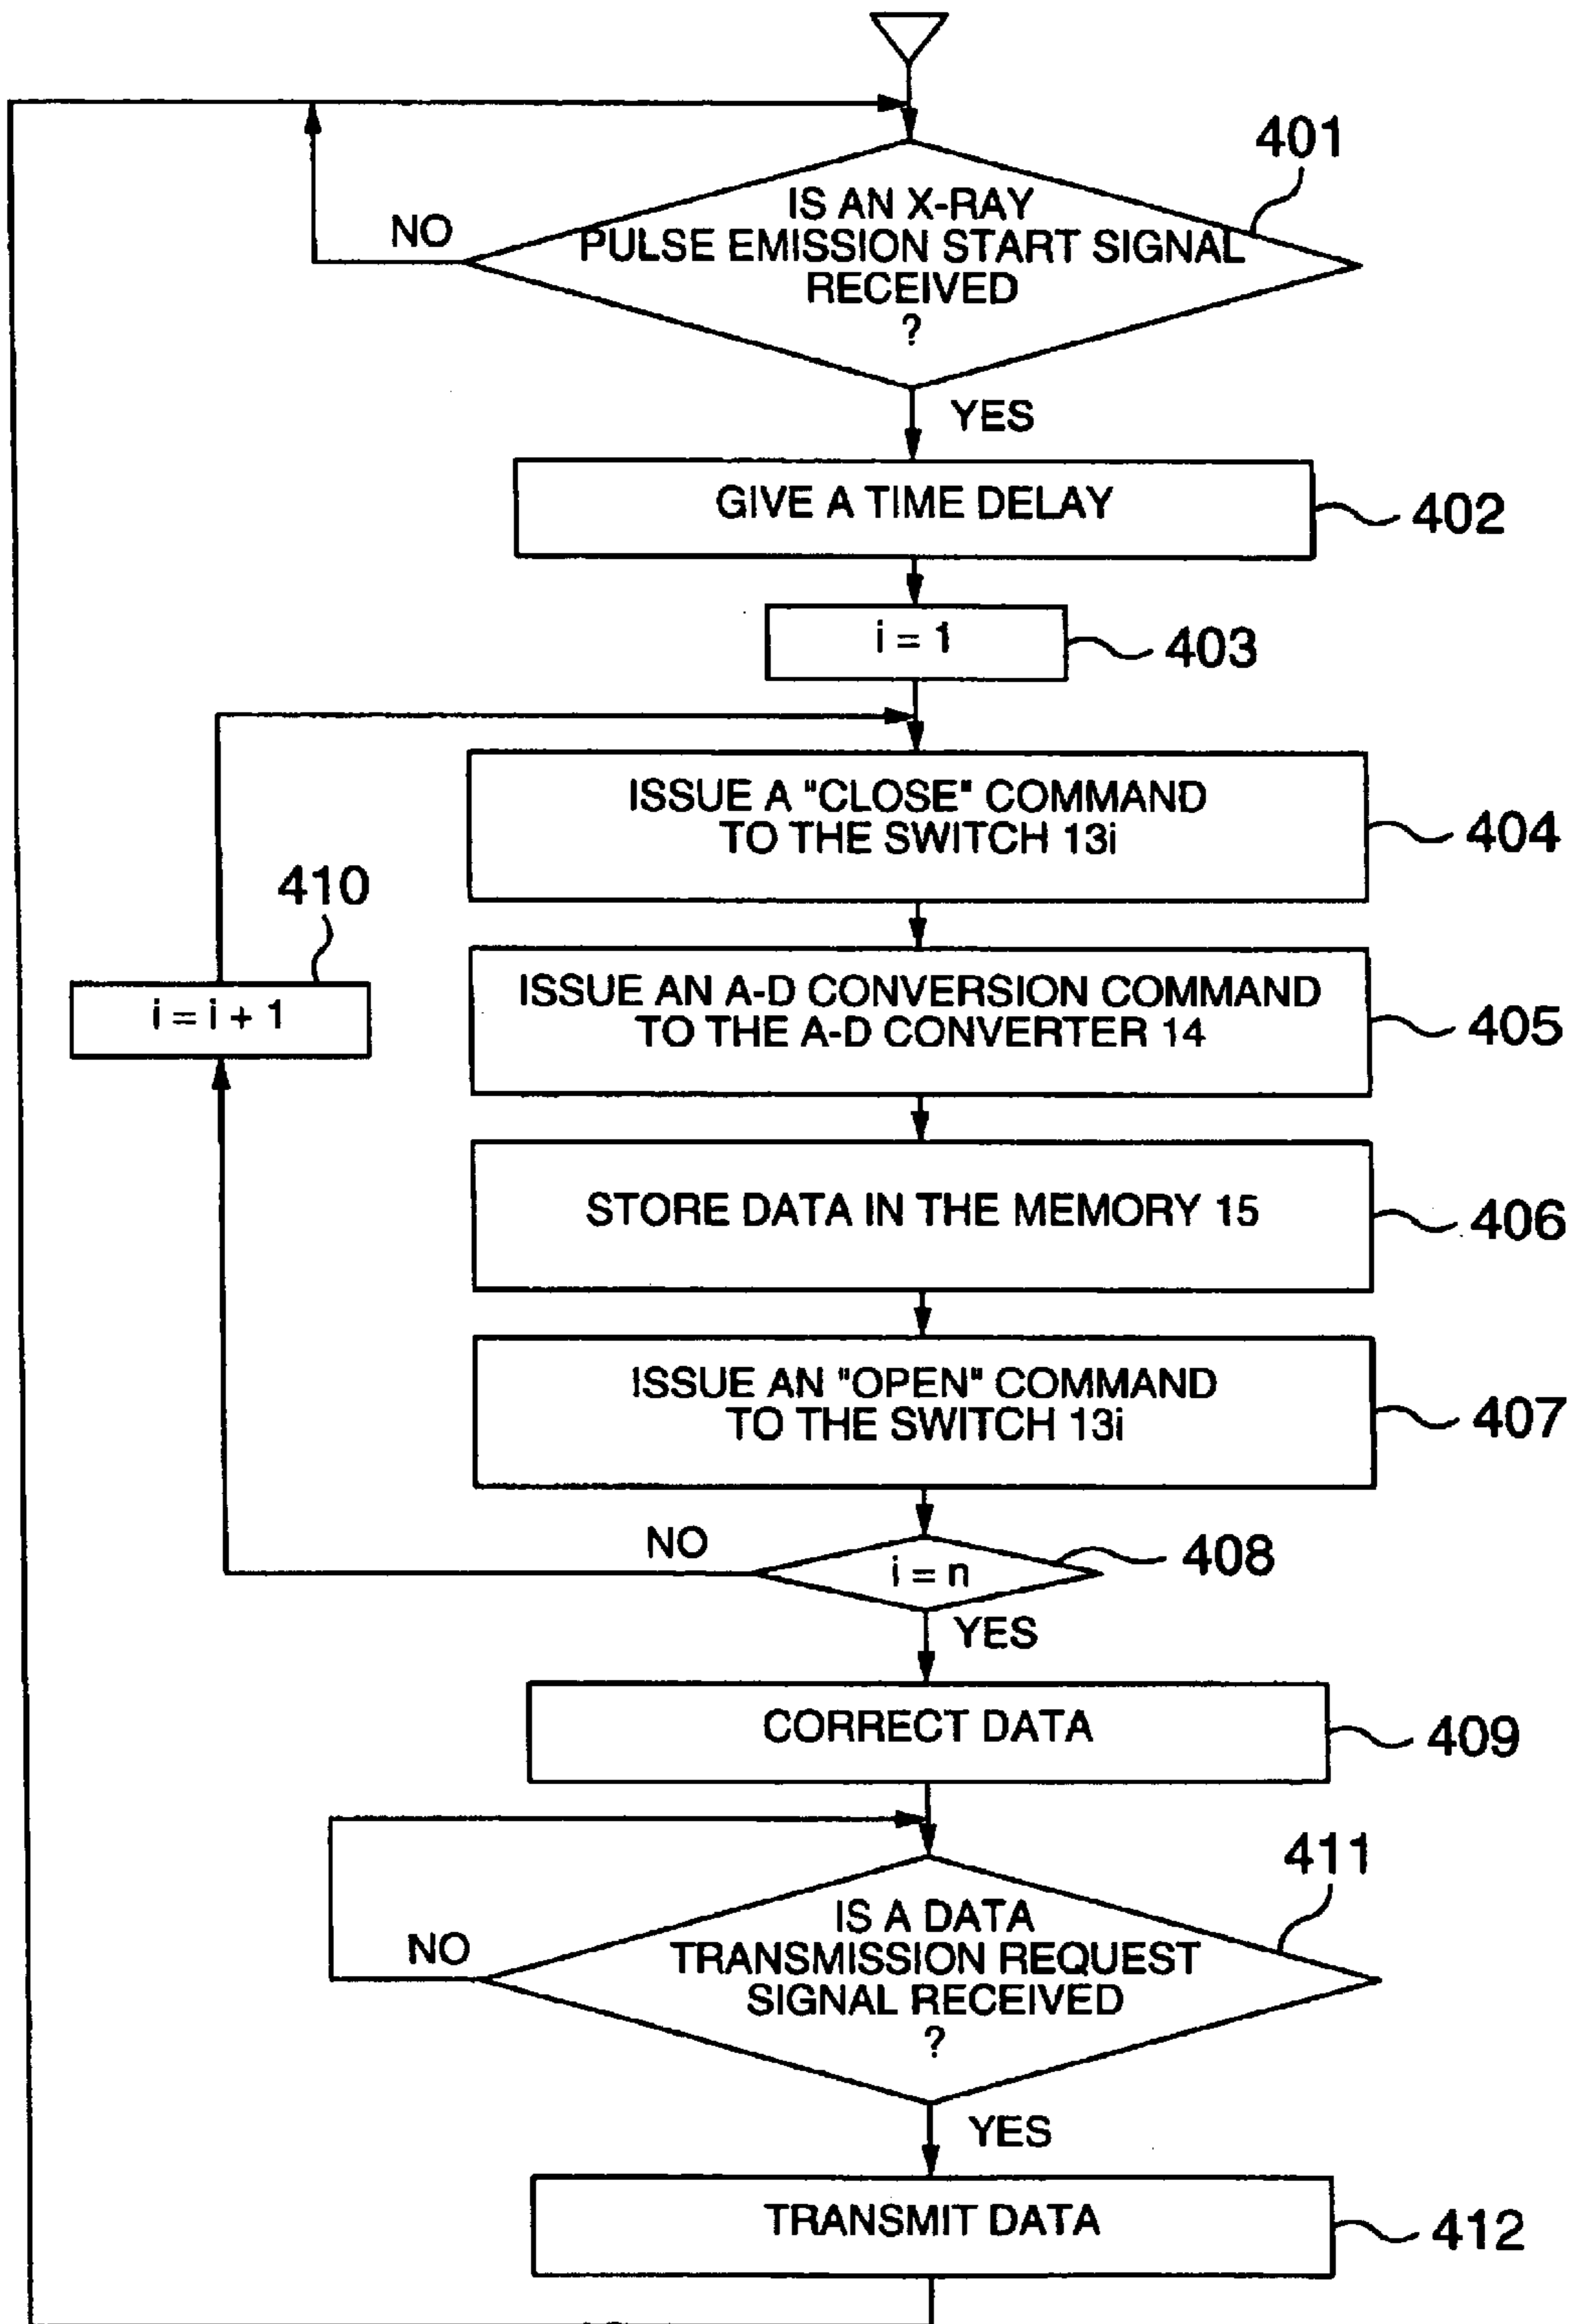 401
IS AN X-RAY
NO
PULSE EMISSION START SIGNAL
RECEIVED
?
YES
GIVE A TIME DELAY
402
i = 1
403
ISSUE A "CLOSE" COMMAND
TO THE SWITCH 13i
404
410
i = i + 1
ISSUE AN A-D CONVERSION COMMAND
TO THE A-D CONVERTER 14
405
STORE DATA IN THE MEMORY 15
406
ISSUE AN "OPEN" COMMAND
TO THE SWITCH 13i
407
NO
i = n
408
YES
CORRECT DATA
409
411
IS A DATA
NO
TRANSMISSION REQUEST
SIGNAL RECEIVED
?
YES
TRANSMIT DATA
412